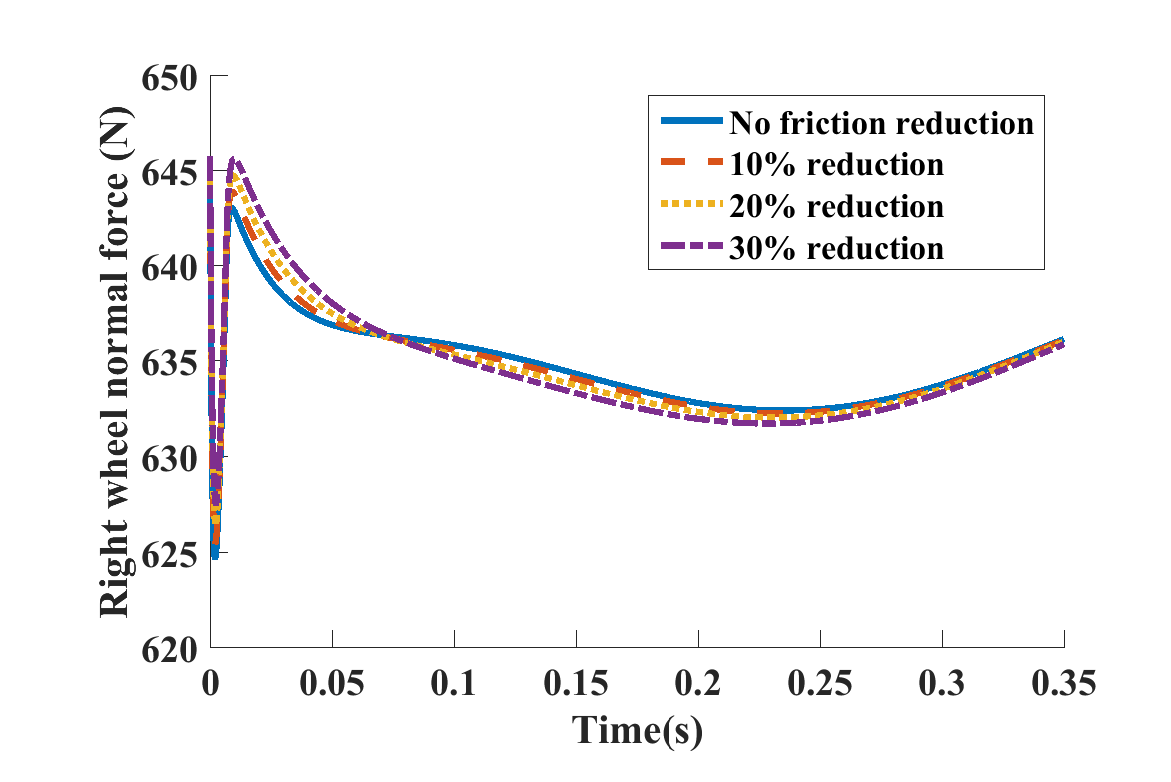 Right wheel normal force (N)
650
645
640
635
630
625
620
0
0.05
0.1
0.15
0.2
0.25
0.3
0.35
Time(s)
No friction reduction
10% reduction
20% reduction
30% reduction